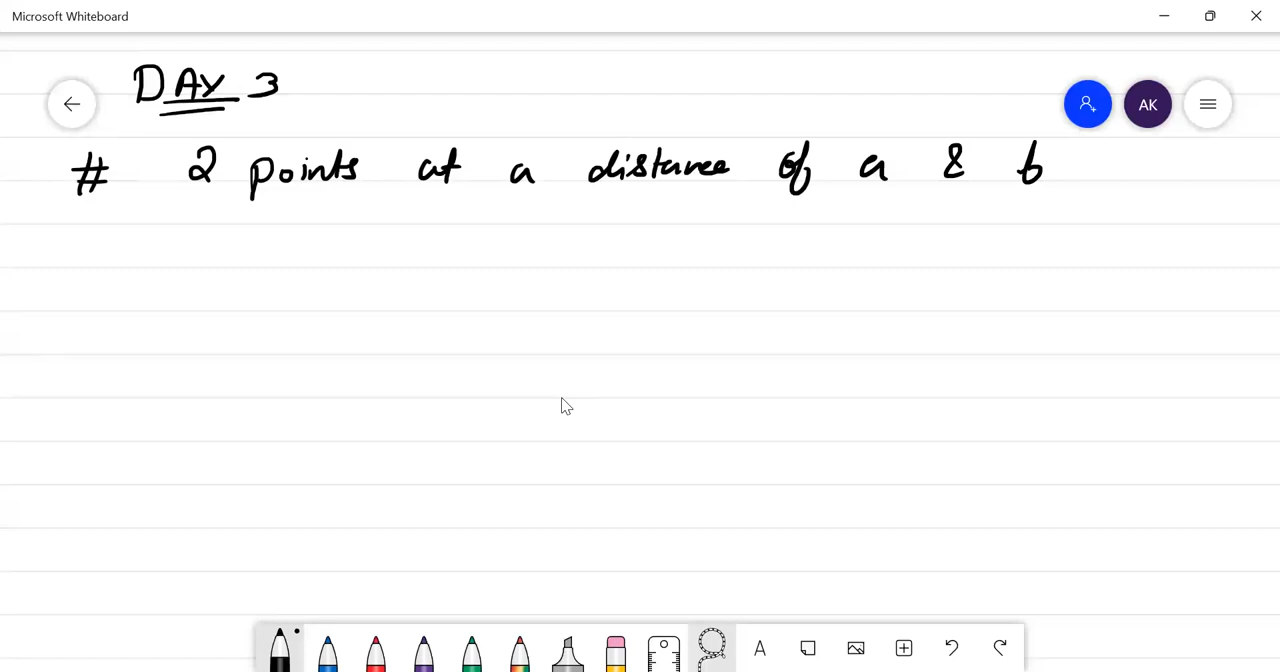 Microsoft Whiteboard
DAY 3
AK
# 2 points at a distance of a & b
A